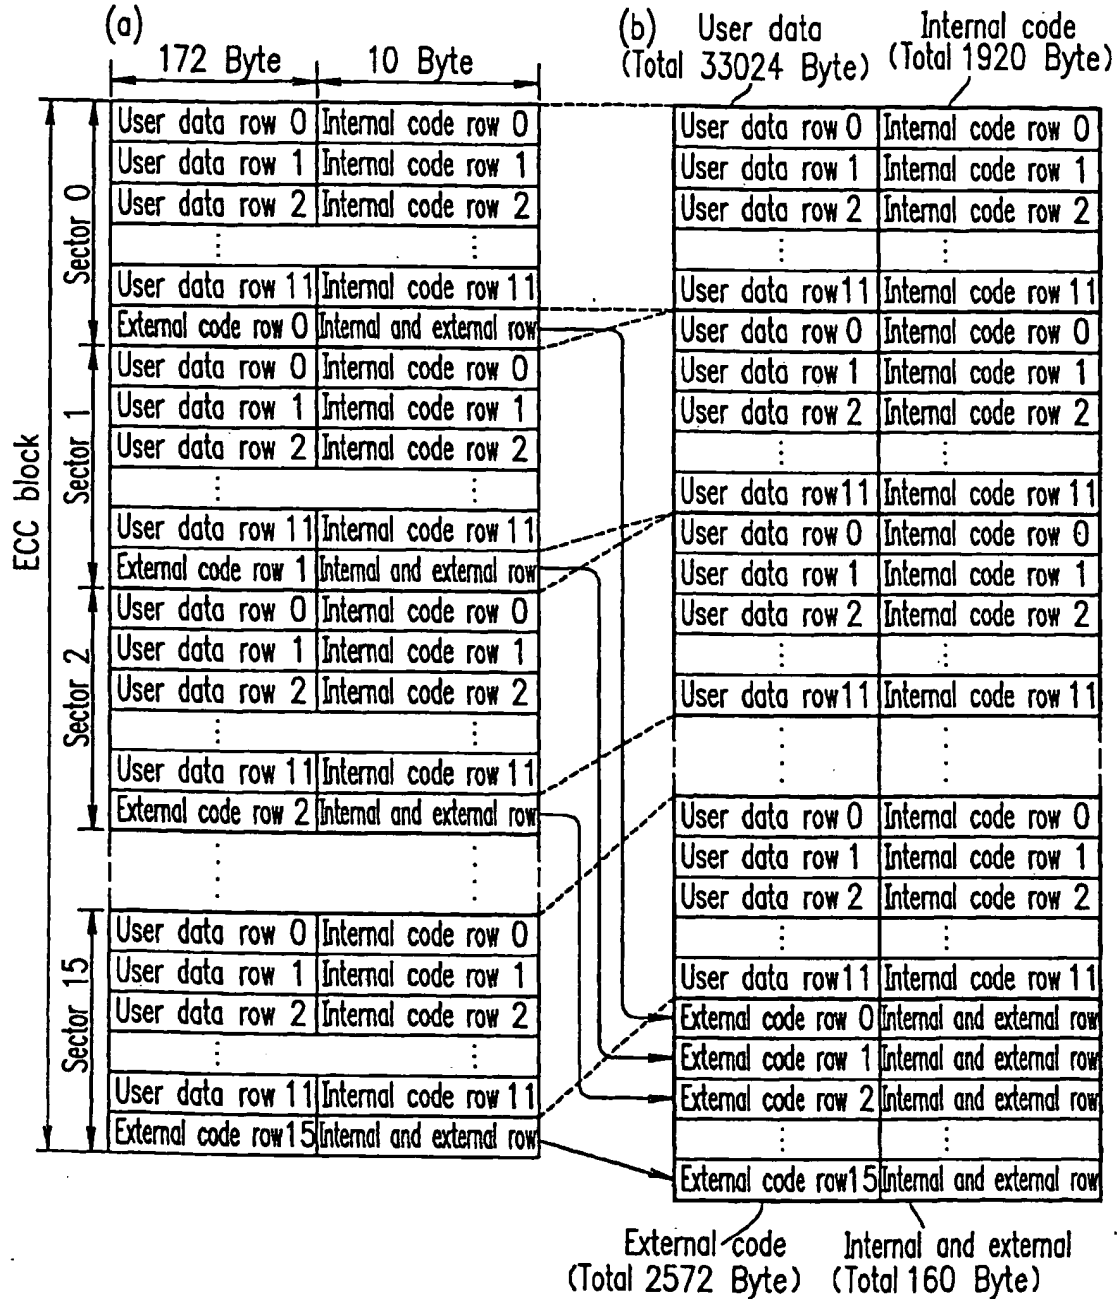 (a)
172 Byte 10 Byte
ECC block
Sector 0
User data row 0 Internal code row 0
User data row 1 Internal code row 1
User data row 2 Internal code row 2
User data row 11 Internal code row 11
External code row 0 Internal and external row
Sector 1
User data row 0 Internal code row 0
User data row 1 Internal code row 1
User data row 2 Internal code row 2
User data row 11 Internal code row 11
External code row 1 Internal and external row
Sector 2
User data row 0 Internal code row 0
User data row 1 Internal code row 1
User data row 2 Internal code row 2
User data row 11 Internal code row 11
External code row 2 Internal and external row
Sector 15
User data row 0 Internal code row 0
User data row 1 Internal code row 1
User data row 2 Internal code row 2
User data row 11 Internal code row 11
External code row 15 Internal and external row
(b)
User data
(Total 33024 Byte)
Internal code
(Total 1920 Byte)
User data row 0 Internal code row 0
User data row 1 Internal code row 1
User data row 2 Internal code row 2
User data row 11 Internal code row 11
User data row 0 Internal code row 0
User data row 1 Internal code row 1
User data row 2 Internal code row 2
User data row 11 Internal code row 11
User data row 0 Internal code row 0
User data row 1 Internal code row 1
User data row 2 Internal code row 2
User data row 11 Internal code row 11
User data row 0 Internal code row 0
User data row 1 Internal code row 1
User data row 2 Internal code row 2
User data row 11 Internal code row 11
External code row 0 Internal and external row
External code row 1 Internal and external row
External code row 2 Internal and external row
External code row 15 Internal and external row
External code
(Total 2572 Byte)
Internal and external
(Total 160 Byte)